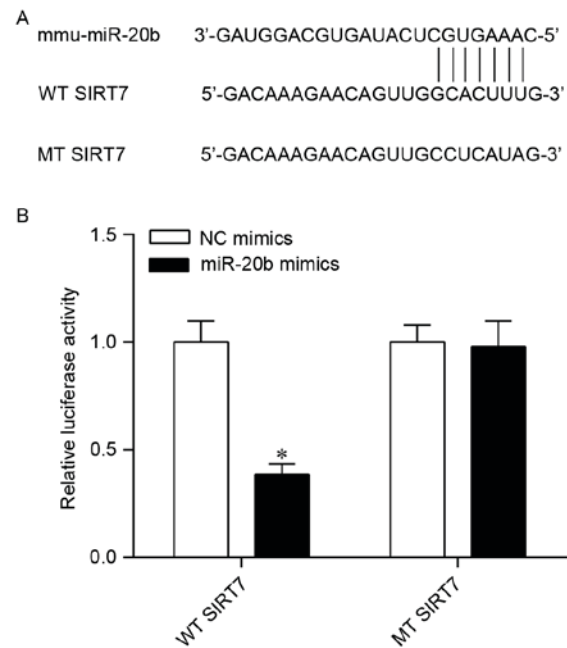 A
mmu-miR-20b 3'-GAUGGACGUGAUACUCGUGAAAC-5'
WT SIRT7 5'-GACAAAGAACAGUUGGCACUUUG-3'
MT SIRT7 5'-GACAAAGAACAGUUGCCUCAUAG-3'
B
NC mimics
miR-20b mimics
Relative luciferase activity
1.5
1.0
0.5
0.0
*
WT SIRT7
MT SIRT7